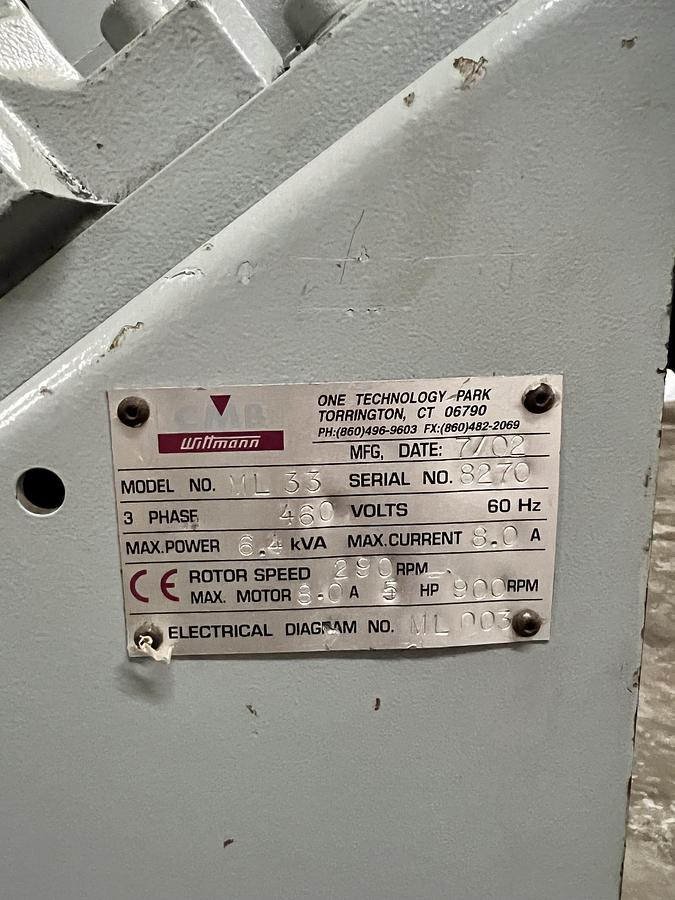 Wittmann
ONE TECHNOLOGY PARK
TORRINGTON, CT 06790
PH:(860)496-9603 FX:(860)482-2069
MFG, DATE: 7/02
MODEL NO. ML 33 SERIAL NO. 8270
3 PHASE 460 VOLTS 60 Hz
MAX.POWER 6.4 kVA MAX.CURRENT 8.0 A
CE ROTOR SPEED 290 RPM
MAX. MOTOR 8.0 A 5 HP 900 RPM
ELECTRICAL DIAGRAM NO. ML 003